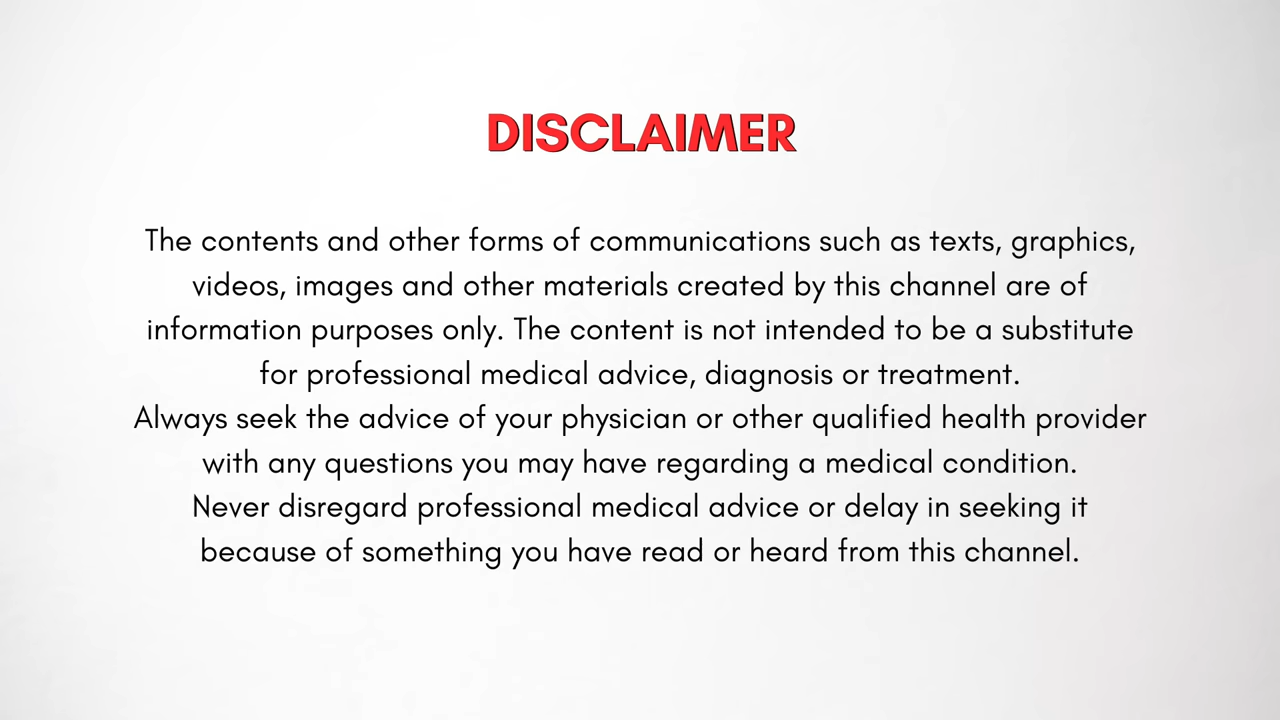 DISCLAIMER
The contents and other forms of communications such as texts, graphics,
videos, images and other materials created by this channel are of
information purposes only. The content is not intended to be a substitute
for professional medical advice, diagnosis or treatment.
Always seek the advice of your physician or other qualified health provider
with any questions you may have regarding a medical condition.
Never disregard professional medical advice or delay in seeking it
because of something you have read or heard from this channel.